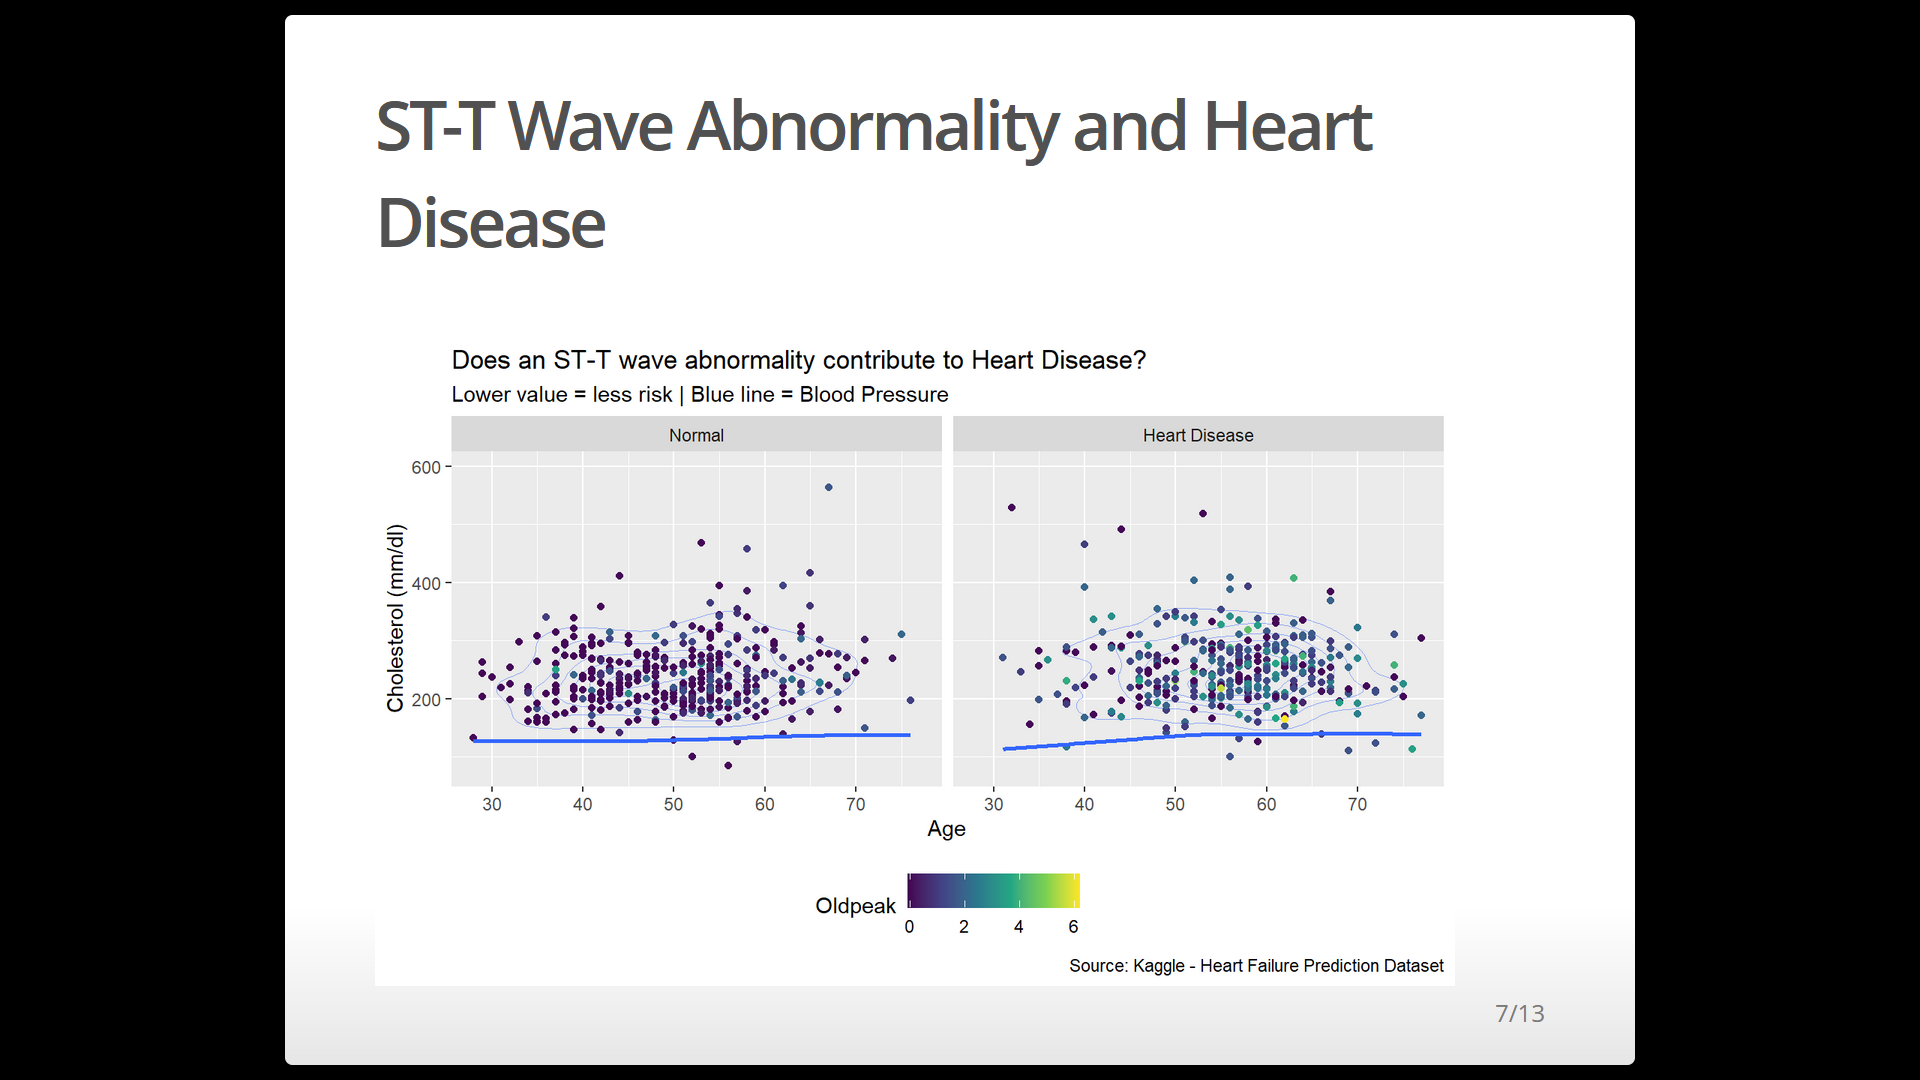 ST-T Wave Abnormality and Heart
Disease
Does an ST-T wave abnormality contribute to Heart Disease?
Lower value = less risk | Blue line = Blood Pressure
Normal
Heart Disease
Cholesterol (mm/dl)
600
400
200
30 40 50 60 70
30 40 50 60 70
Age
Oldpeak
0 2 4 6
Source: Kaggle - Heart Failure Prediction Dataset
7/13